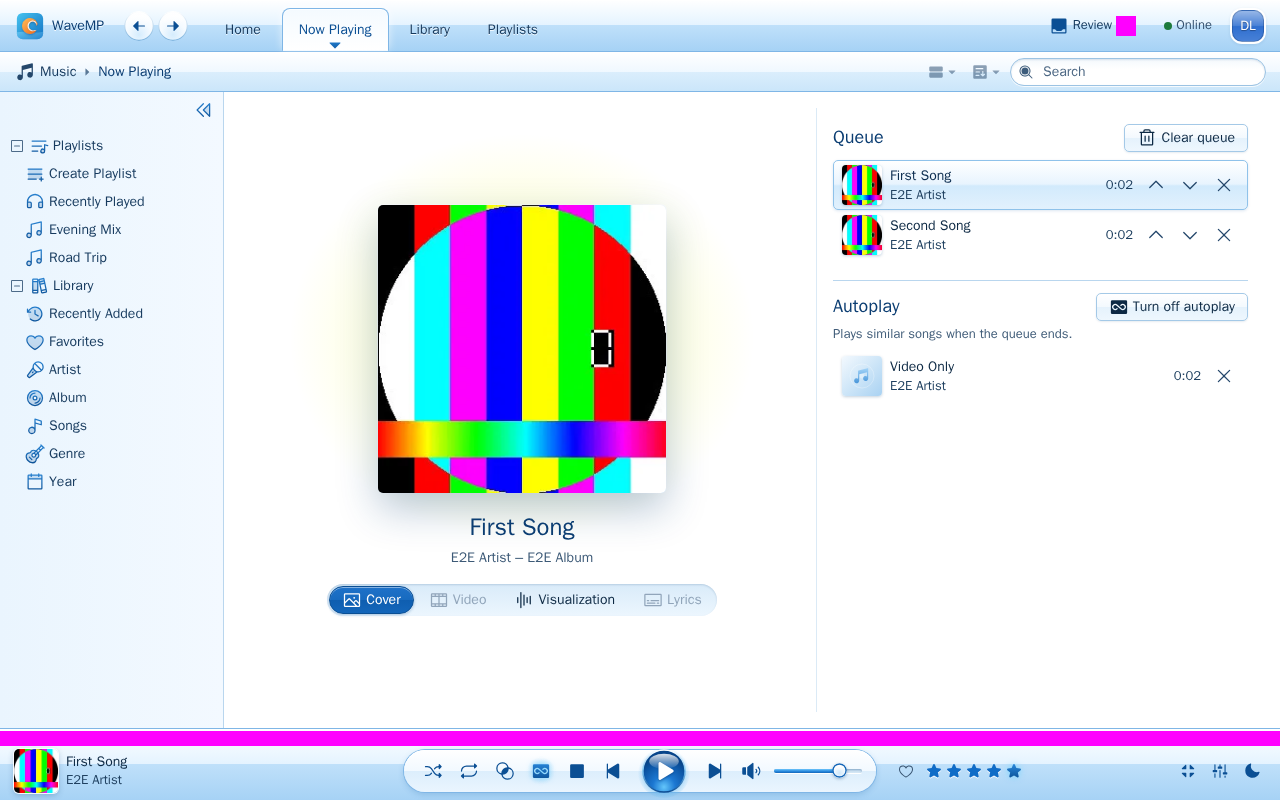 WaveMP
Home
Now Playing
Library
Playlists
Review
Online
DL
Music
Now Playing
Search
Playlists
Create Playlist
Recently Played
Evening Mix
Road Trip
Library
Recently Added
Favorites
Artist
Album
Songs
Genre
Year
First Song
E2E Artist – E2E Album
Cover
Video
Visualization
Lyrics
Queue
Clear queue
First Song
0:02
E2E Artist
Second Song
0:02
E2E Artist
Autoplay
Turn off autoplay
Plays similar songs when the queue ends.
Video Only
0:02
E2E Artist
First Song
E2E Artist